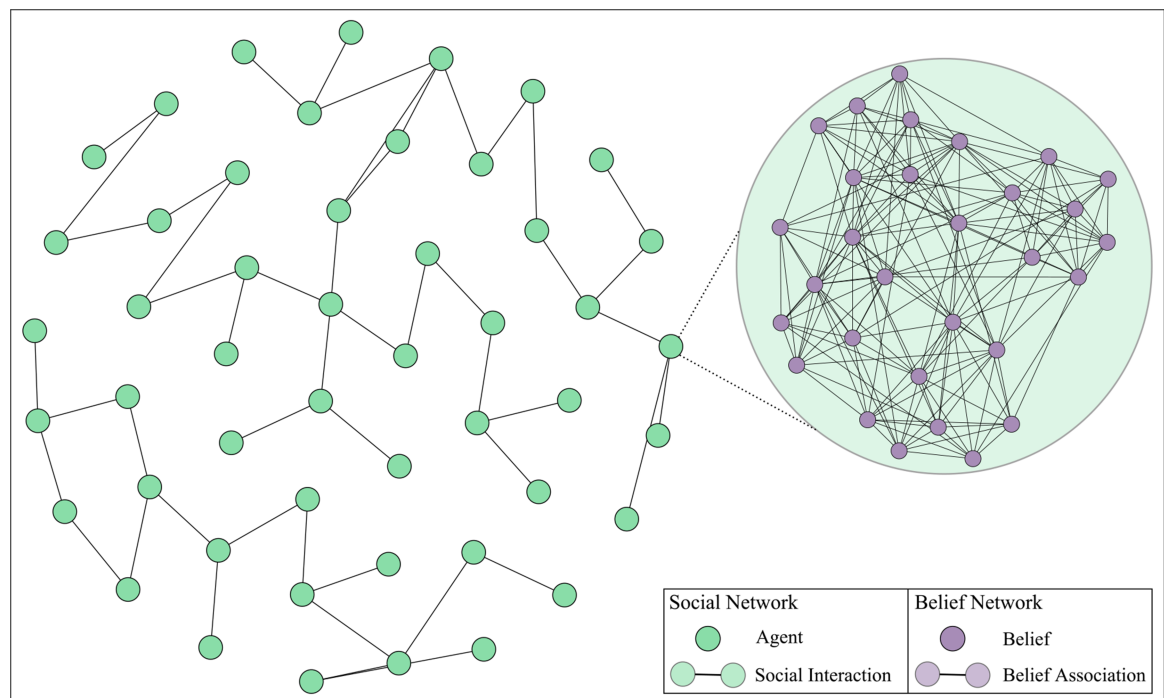 Social Network
Agent
Social Interaction
Belief Network
Belief
Belief Association